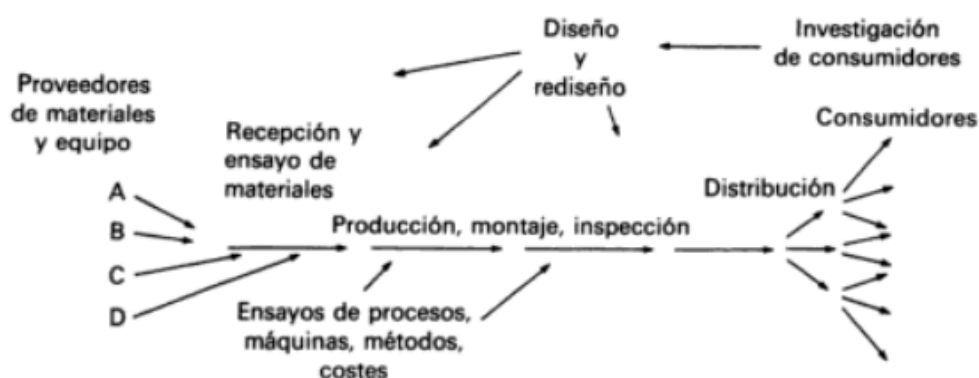 Diseño
y
rediseño
Investigación
de consumidores
Proveedores
de materiales
y equipo
Recepción y
ensayo de
materiales
Consumidores
A
B
C
D
Distribución
Producción, montaje, inspección
Ensayos de procesos,
máquinas, métodos,
costes